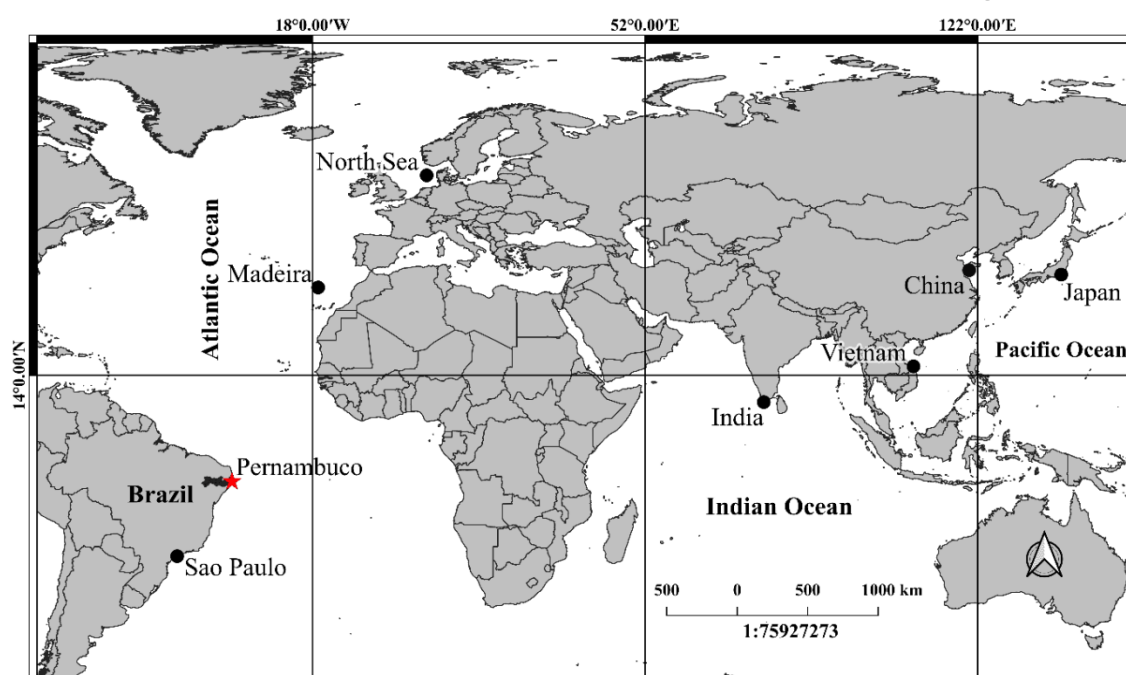 18°0.00'W
52°0.00'E
122°0.00'E
North Sea
Atlantic Ocean
Madeira
China
Japan
Vietnam
Pacific Ocean
14°0.00'N
India
Pernambuco
Brazil
Indian Ocean
Sao Paulo
500 0 500 1000 km
1:75927273